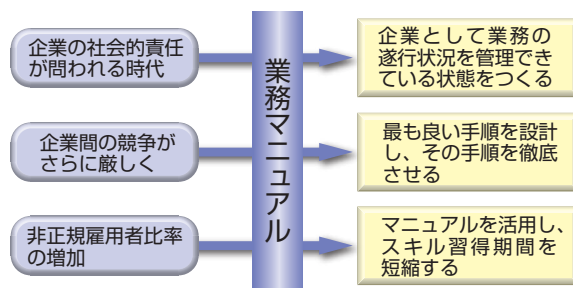 企業の社会的責任
が問われる時代
企業間の競争が
さらに厳しく
非正規雇用者比率
の増加
業務マニュアル
企業として業務の
遂行状況を管理でき
ている状態をつくる
最も良い手順を設計
し、その手順を徹底
させる
マニュアルを活用し、
スキル習得期間を
短縮する